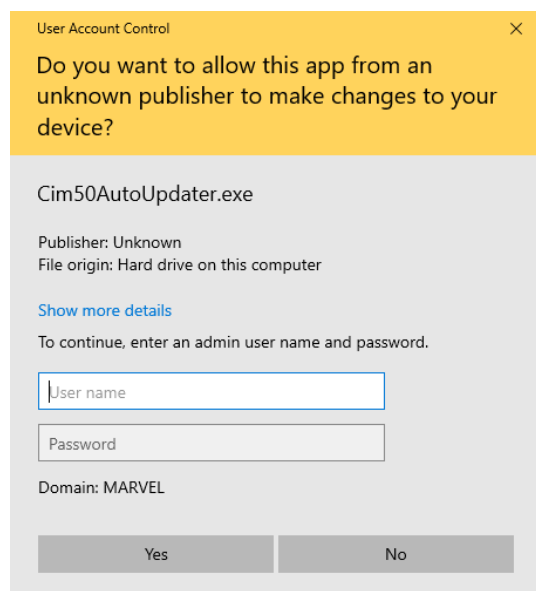 User Account Control
Do you want to allow this app from an
unknown publisher to make changes to your
device?
Cim50AutoUpdater.exe
Publisher: Unknown
File origin: Hard drive on this computer
Show more details
To continue, enter an admin user name and password.
User name
Password
Domain: MARVEL
Yes
No